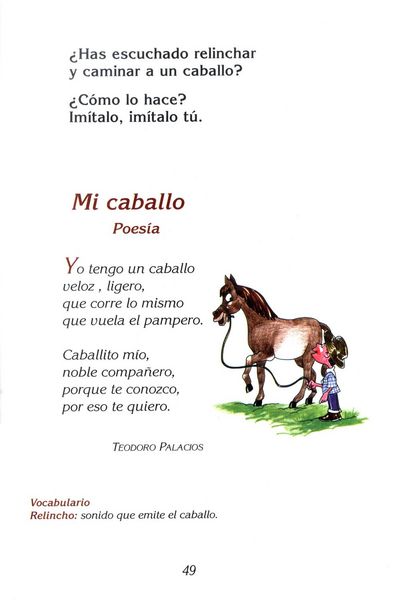 ¿Has escuchado relinchar
y caminar a un caballo?
¿Cómo lo hace?
Imítalo, imítalo tú.
Mi caballo
Poesía
Yo tengo un caballo
veloz , ligero,
que corre lo mismo
que vuela el pampero.
Caballito mío,
noble compañero,
porque te conozco,
por eso te quiero.
TEODORO PALACIOS
Vocabulario
Relincho: sonido que emite el caballo.
49